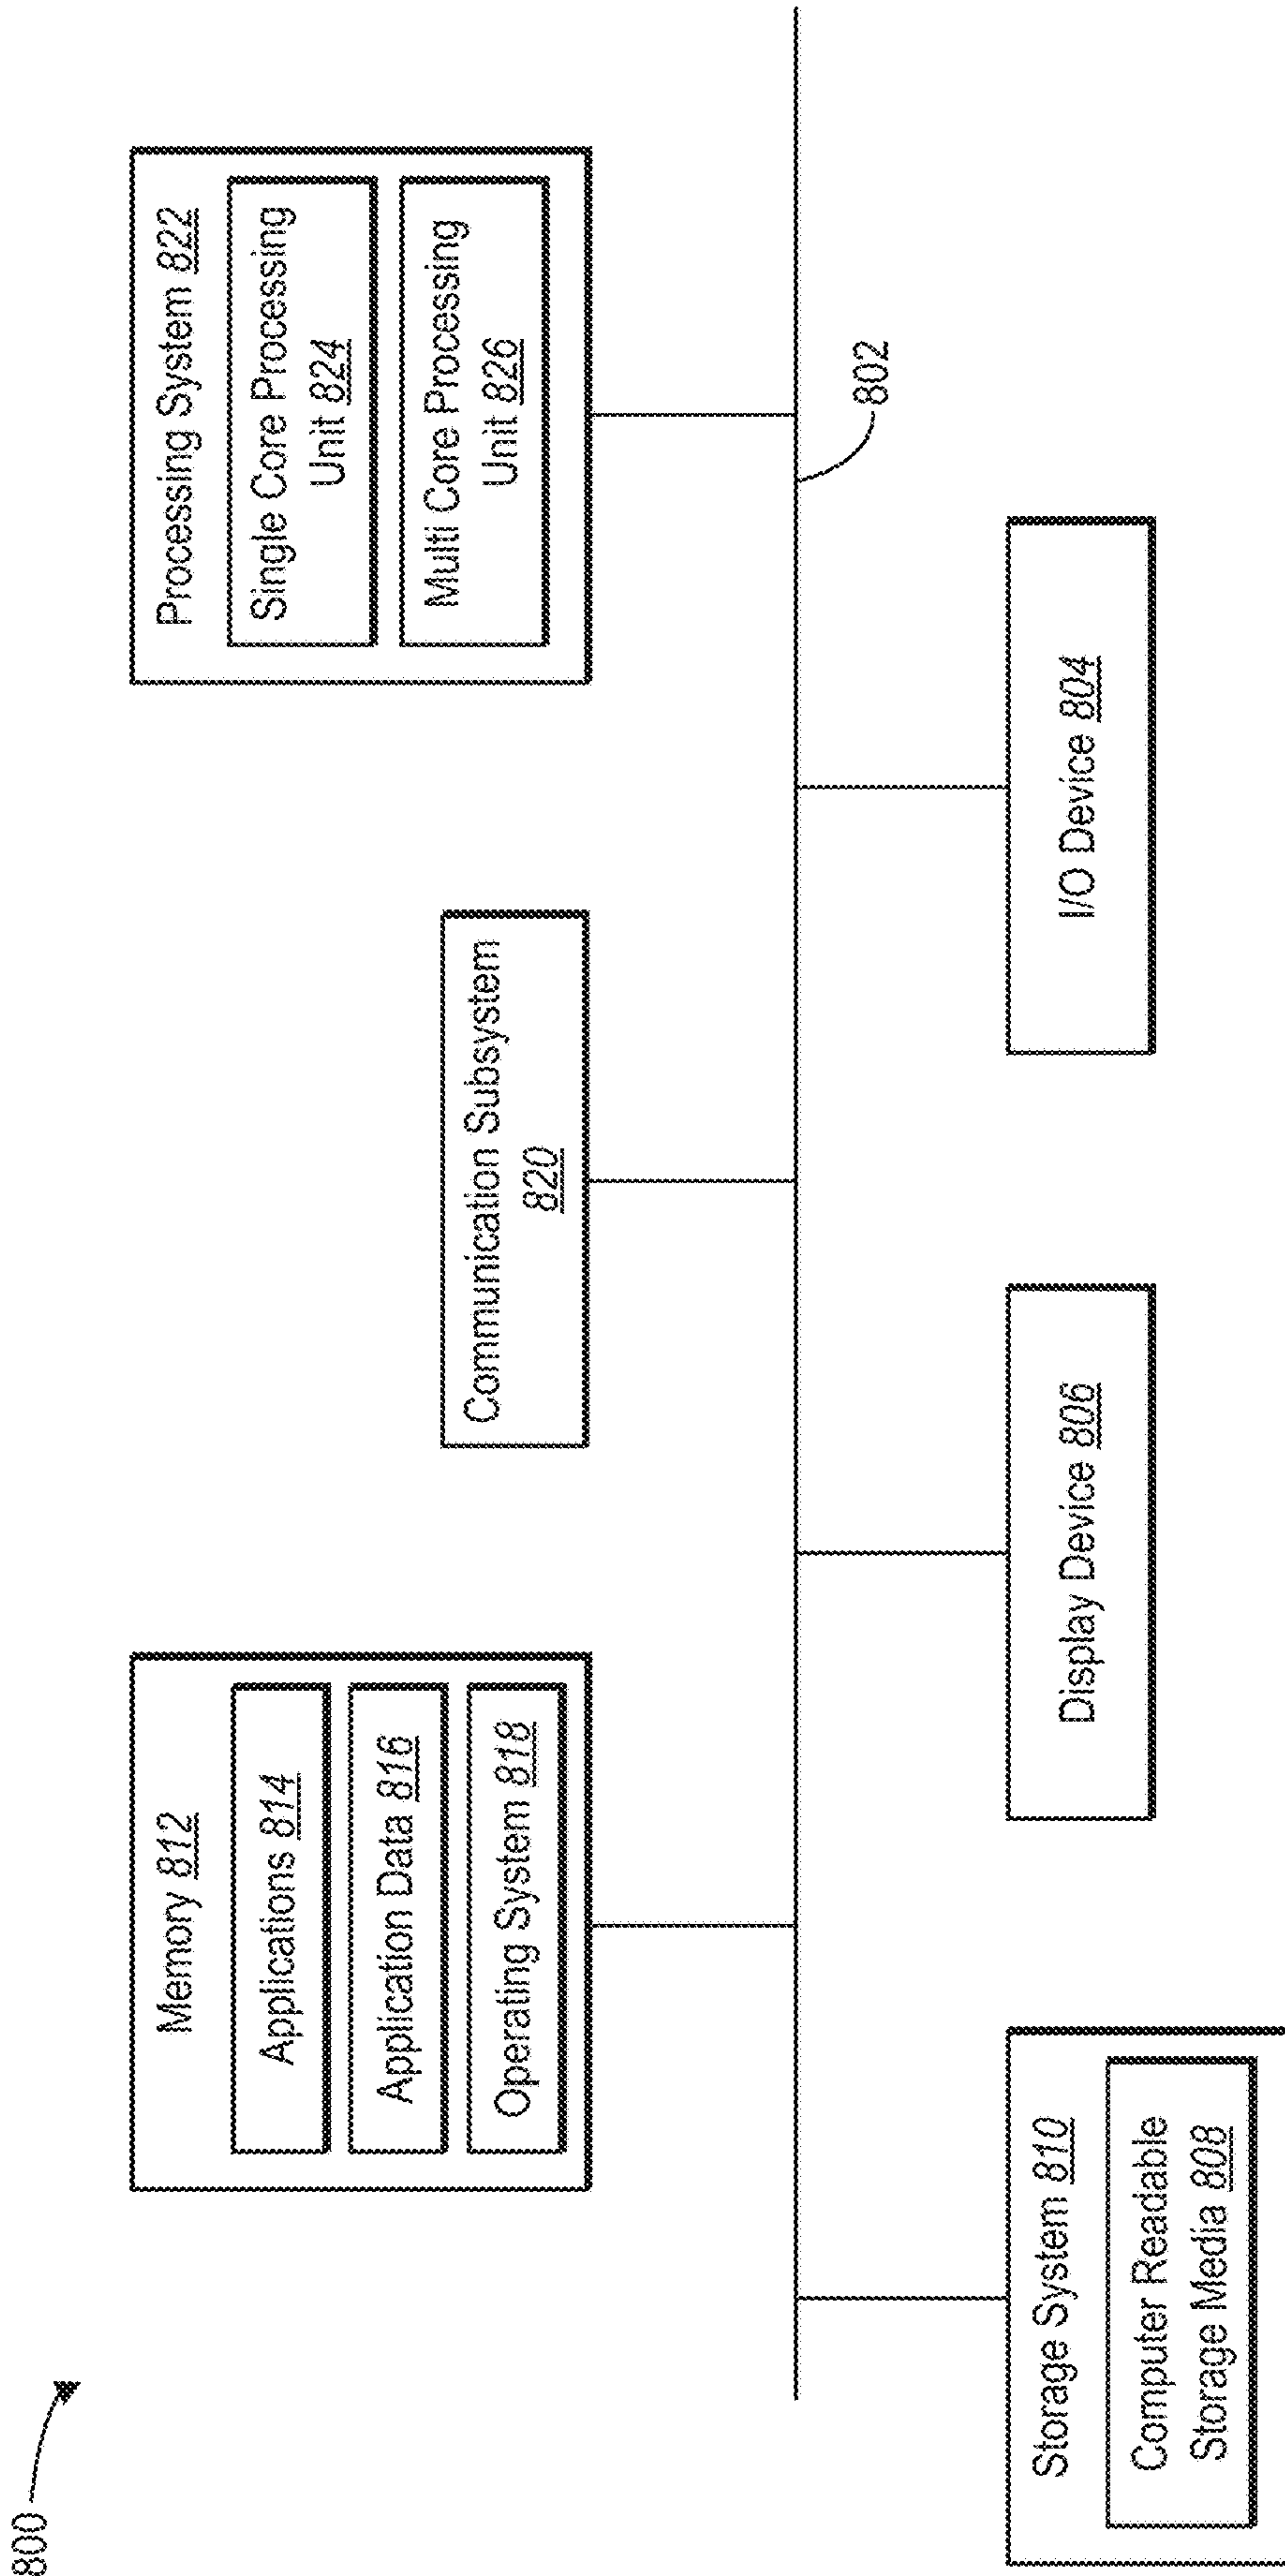 800
Memory 812
Applications 814
Application Data 816
Operating System 818
Communication Subsystem
820
Processing System 822
Single Core Processing
Unit 824
Multi Core Processing
Unit 826
802
Storage System 810
Computer Readable
Storage Media 808
Display Device 806
I/O Device 804